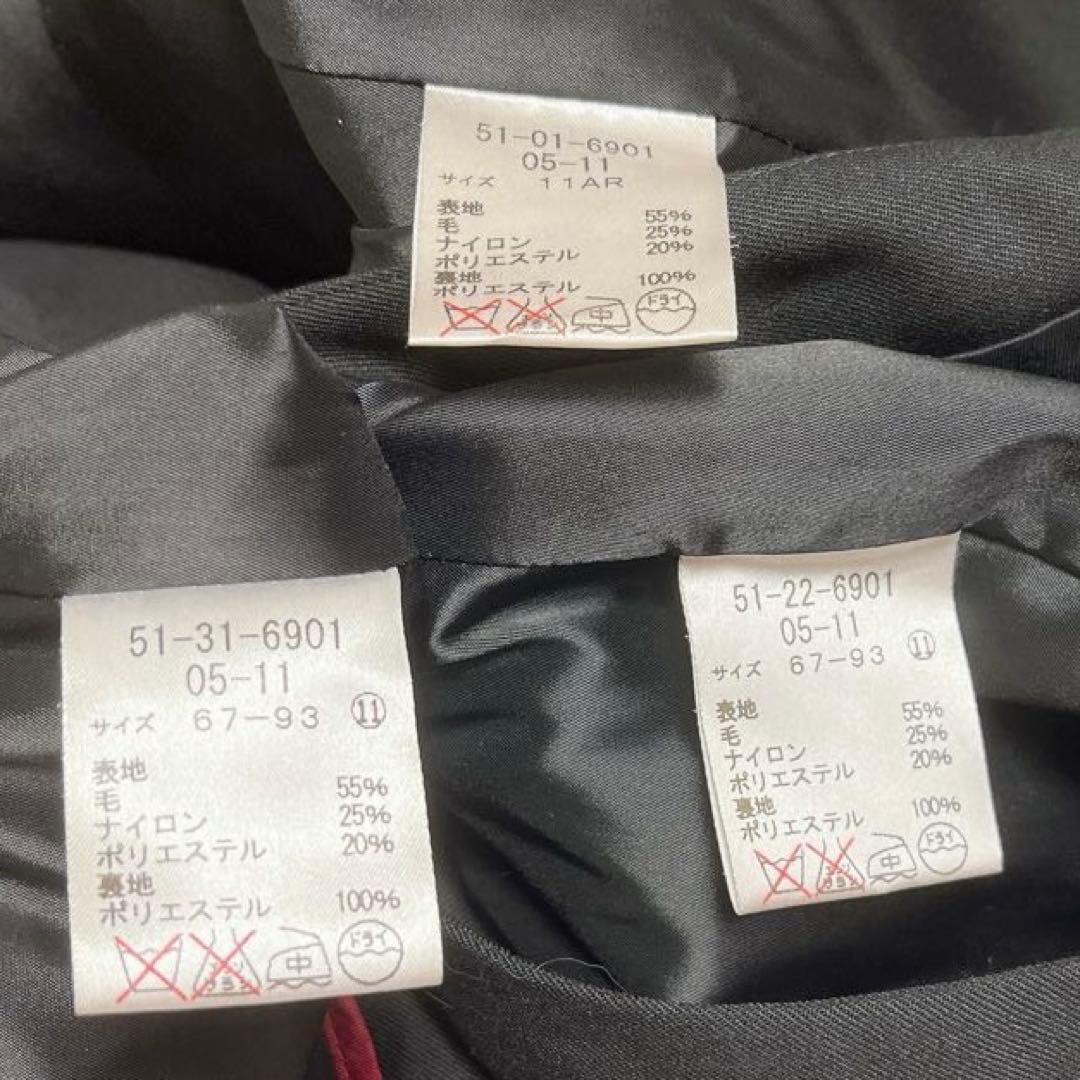 51-01-6901
05-11
サイズ 11AR
表地
毛 55%
ナイロン 25%
ポリエステル 20%
裏地
ポリエステル 100%
中 ドライ
51-31-6901
05-11
サイズ 67-93 ⑪
表地
毛 55%
ナイロン 25%
ポリエステル 20%
裏地
ポリエステル 100%
中 ドライ
51-22-6901
05-11
サイズ 67-93 ⑪
表地
毛 55%
ナイロン 25%
ポリエステル 20%
裏地
ポリエステル 100%
中 ドライ